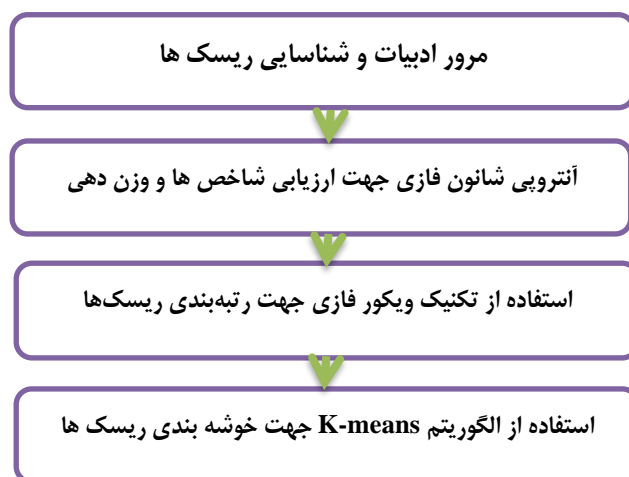 مرور ادبیات و شناسایی ریسک ها
آنتروپی شانون فازی جهت ارزیابی شاخص ها و وزن دهی
استفاده از تکنیک ویکور فازی جهت رتبه‌بندی ریسک‌ها
استفاده از الگوریتم K-means جهت خوشه بندی ریسک ها